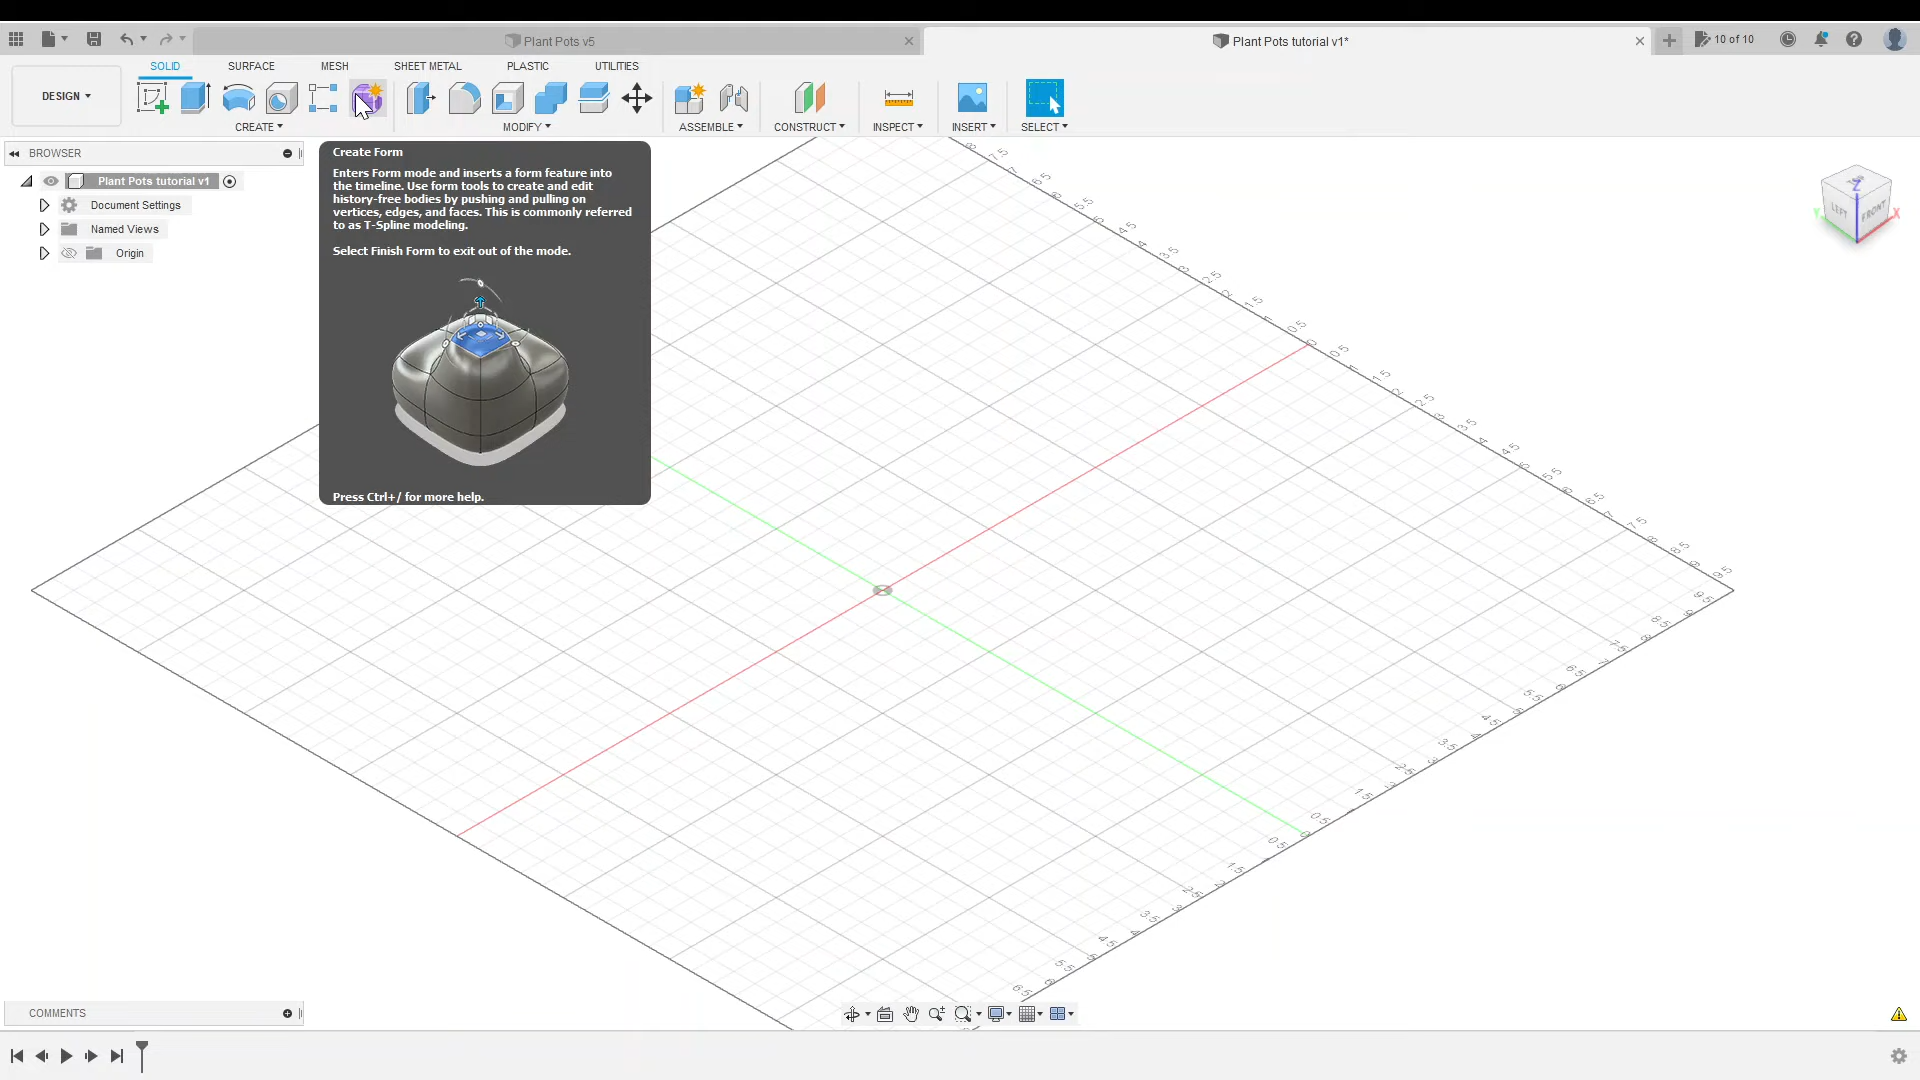 Plant Pots v5
Plant Pots tutorial v1*
10 of 10
SOLID
SURFACE
MESH
SHEET METAL
PLASTIC
UTILITIES
DESIGN
CREATE
MODIFY
ASSEMBLE
CONSTRUCT
INSPECT
INSERT
SELECT
BROWSER
Plant Pots tutorial v1
Document Settings
Named Views
Origin
Create Form
Enters Form mode and inserts a form feature into
the timeline. Use form tools to create and edit
history-free bodies by pushing and pulling on
vertices, edges, and faces. This is commonly referred
to as T-Spline modeling.
Select Finish Form to exit out of the mode.
Press Ctrl+/ for more help.
TOP
LEFT
FRONT
Z
X
Y
COMMENTS